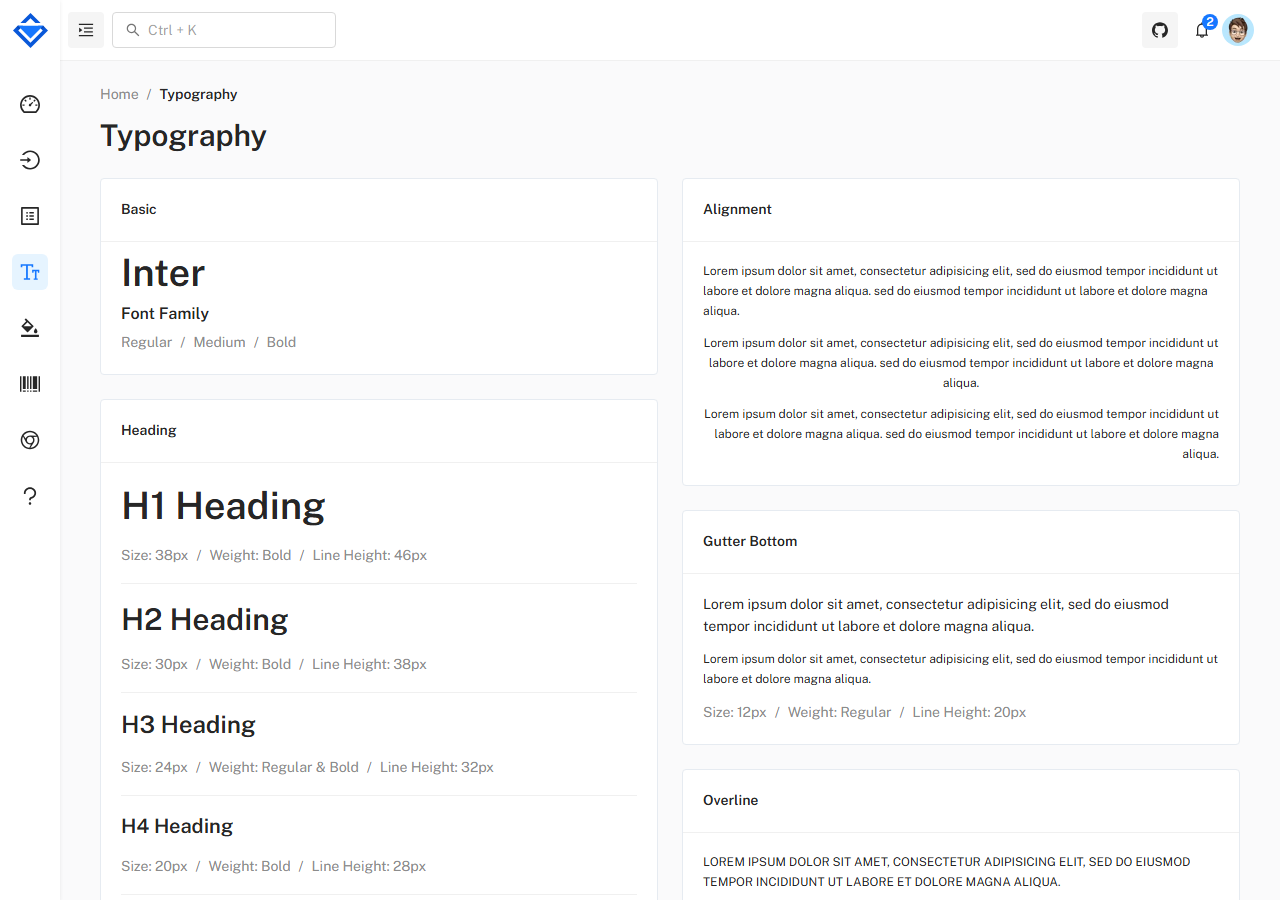 Ctrl + K
2
Home / Typography
Typography
Basic
Inter
Font Family
Regular / Medium / Bold
Heading
H1 Heading
Size: 38px / Weight: Bold / Line Height: 46px
H2 Heading
Size: 30px / Weight: Bold / Line Height: 38px
H3 Heading
Size: 24px / Weight: Regular & Bold / Line Height: 32px
H4 Heading
Size: 20px / Weight: Bold / Line Height: 28px
Alignment
Lorem ipsum dolor sit amet, consectetur adipisicing elit, sed do eiusmod tempor incididunt ut
labore et dolore magna aliqua. sed do eiusmod tempor incididunt ut labore et dolore magna
aliqua.
Lorem ipsum dolor sit amet, consectetur adipisicing elit, sed do eiusmod tempor incididunt ut
labore et dolore magna aliqua. sed do eiusmod tempor incididunt ut labore et dolore magna
aliqua.
Lorem ipsum dolor sit amet, consectetur adipisicing elit, sed do eiusmod tempor incididunt ut
labore et dolore magna aliqua. sed do eiusmod tempor incididunt ut labore et dolore magna
aliqua.
Gutter Bottom
Lorem ipsum dolor sit amet, consectetur adipisicing elit, sed do eiusmod
tempor incididunt ut labore et dolore magna aliqua.
Lorem ipsum dolor sit amet, consectetur adipisicing elit, sed do eiusmod tempor incididunt ut
labore et dolore magna aliqua.
Size: 12px / Weight: Regular / Line Height: 20px
Overline
LOREM IPSUM DOLOR SIT AMET, CONSECTETUR ADIPISICING ELIT, SED DO EIUSMOD
TEMPOR INCIDIDUNT UT LABORE ET DOLORE MAGNA ALIQUA.